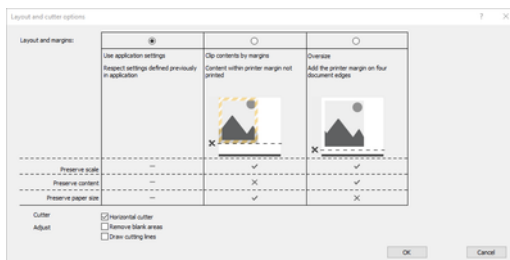 Layout and cutter options
? X
Layout and margins:
Use application settings
Respect settings defined previously
in application
Clip contents by margins
Content within printer margin not
printed
Oversize
Add the printer margin on four
document edges
Preserve scale
Preserve content
Preserve paper size
Cutter
Horizontal cutter
Adjust
Remove blank areas
Draw cutting lines
OK
Cancel